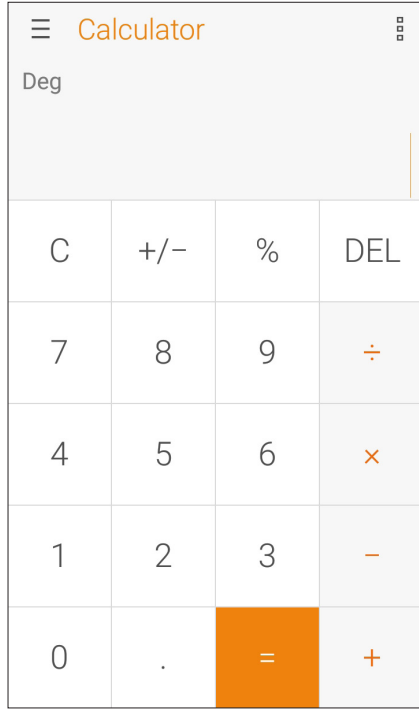 Calculator
Deg
C +/− % DEL
7 8 9 ÷
4 5 6 ×
1 2 3 −
0 . = +